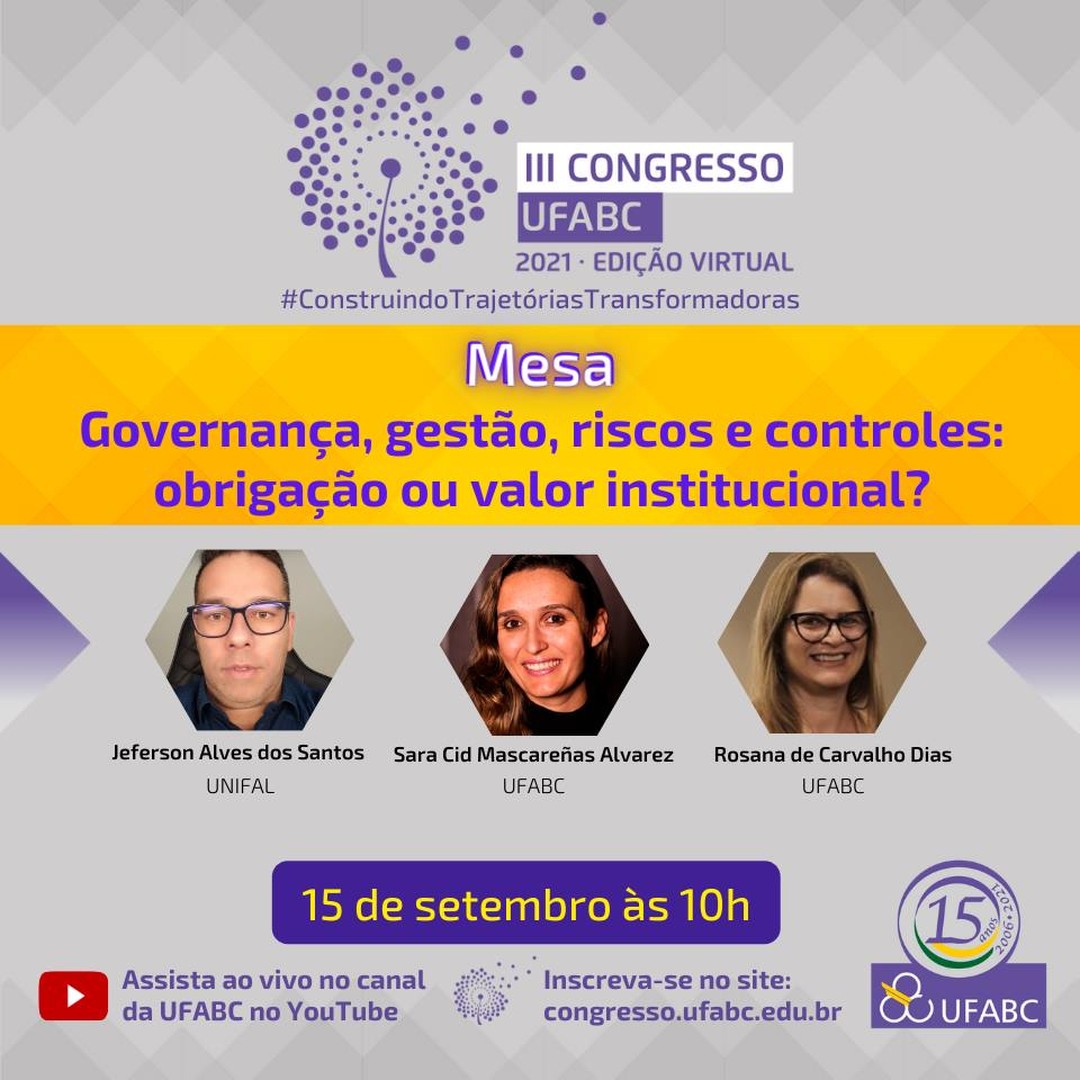 III CONGRESSO
UFABC
2021 · EDIÇÃO VIRTUAL
#ConstruindoTrajetóriasTransformadoras
Mesa
Governança, gestão, riscos e controles:
obrigação ou valor institucional?
Jeferson Alves dos Santos
UNIFAL
Sara Cid Mascareñas Alvarez
UFABC
Rosana de Carvalho Dias
UFABC
15 de setembro às 10h
Assista ao vivo no canal
da UFABC no YouTube
Inscreva-se no site:
congresso.ufabc.edu.br
15
anos
2006•2021
UFABC